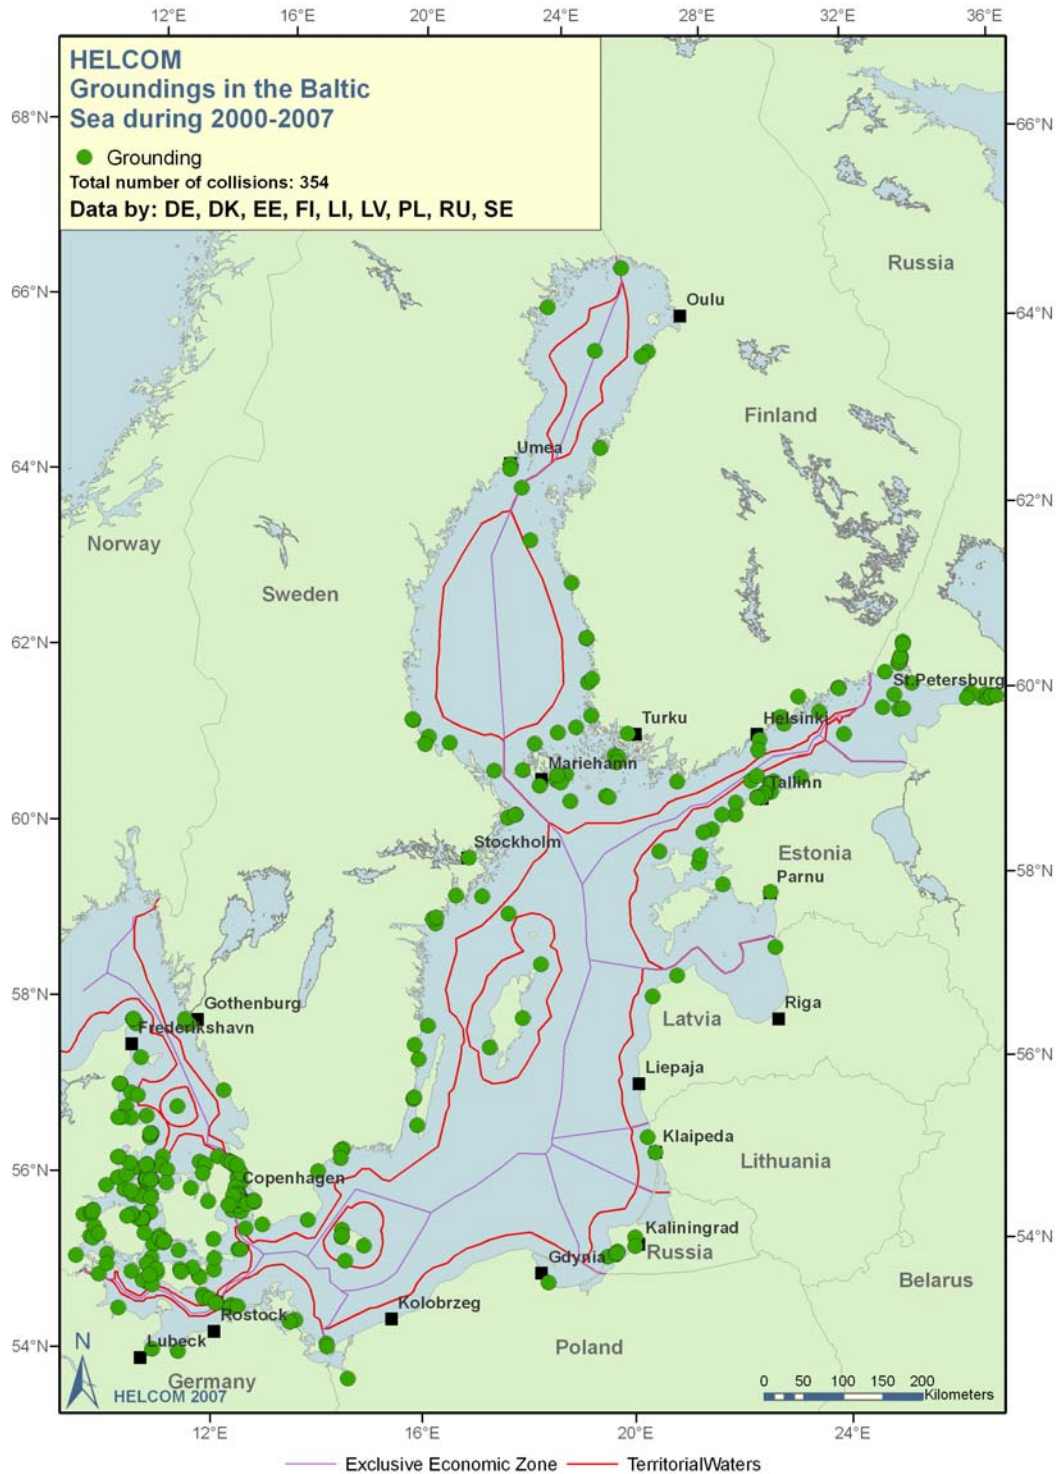 12°E 16°E 20°E 24°E 28°E 32°E 36°E
HELCOM
Groundings in the Baltic
Sea during 2000-2007
Grounding
Total number of collisions: 354
Data by: DE, DK, EE, FI, LI, LV, PL, RU, SE
68°N
66°N
Russia
66°N
Oulu
64°N
Finland
Umea
64°N
62°N
Norway
Sweden
62°N
St.Petersburg
60°N
Turku
Helsinki
Mariehamn
Tallinn
60°N
Stockholm
Estonia
58°N
Parnu
58°N
Gothenburg
Riga
Frederikshavn
Latvia
56°N
Liepaja
Klaipeda
Lithuania
56°N
Copenhagen
Kaliningrad
54°N
Russia
Gdynia
Belarus
Kolobrzeg
Rostock
54°N
N
Lubeck
Poland
Germany
HELCOM 2007
0 50 100 150 200
Kilometers
12°E 16°E 20°E 24°E
Exclusive Economic Zone TerritorialWaters